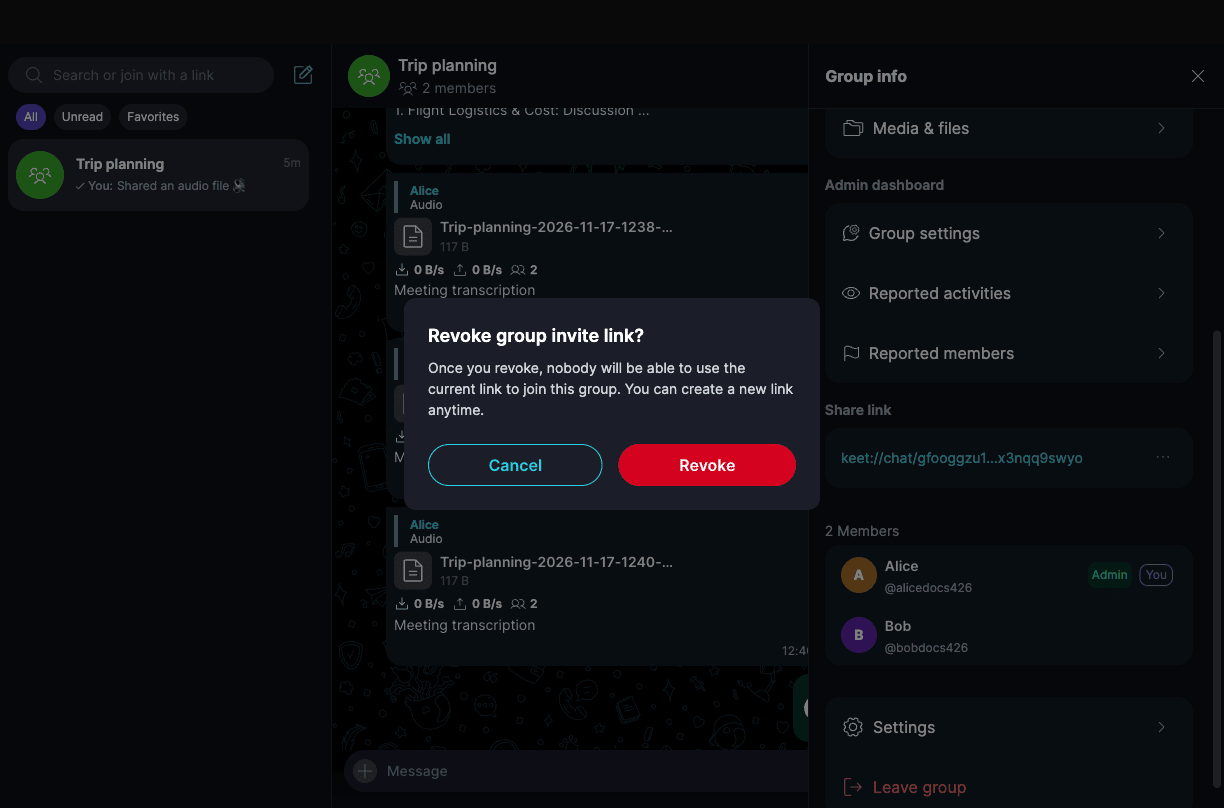 Search or join with a link
All
Unread
Favorites
Trip planning
5m
You: Shared an audio file
Trip planning
2 members
1. Flight Logistics & Cost: Discussion ...
Show all
Alice
Audio
Trip-planning-2026-11-17-1238-...
117 B
0 B/s
0 B/s
2
Meeting transcription
Revoke group invite link?
Once you revoke, nobody will be able to use the
current link to join this group. You can create a new link
anytime.
Cancel
Revoke
M
Alice
Audio
Trip-planning-2026-11-17-1240-...
117 B
0 B/s
0 B/s
2
Meeting transcription
12:4
Message
Group info
Media & files
Admin dashboard
Group settings
Reported activities
Reported members
Share link
keet://chat/gfooggzu1...x3nqq9swyo
...
2 Members
A
Alice
@alicedocs426
Admin
You
B
Bob
@bobdocs426
Settings
Leave group